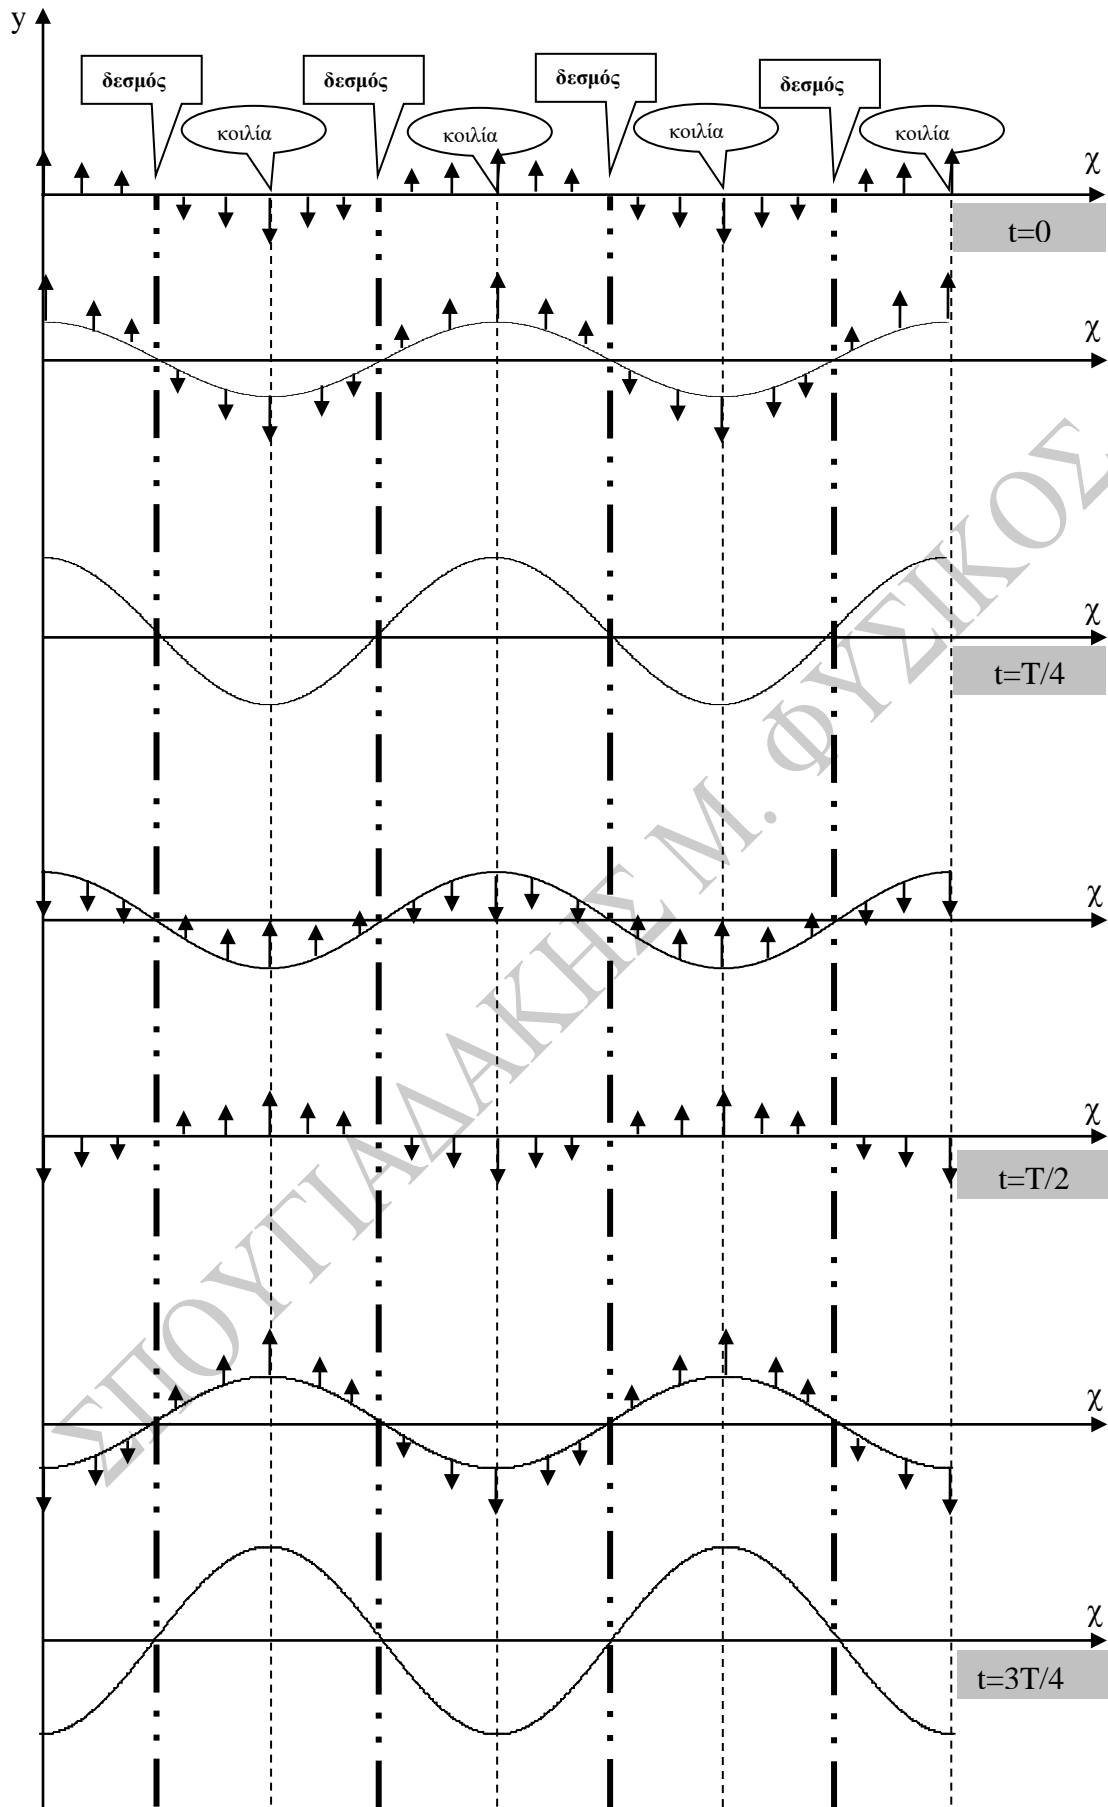 y
δεσμός
δεσμός
δεσμός
δεσμός
κοιλία
κοιλία
κοιλία
κοιλία
χ
t=0
χ
χ
t=T/4
χ
χ
t=T/2
χ
χ
t=3T/4
ΣΠΟΥΓΙΑΔΑΚΗΣ Μ. ΦΥΣΙΚΟΣ